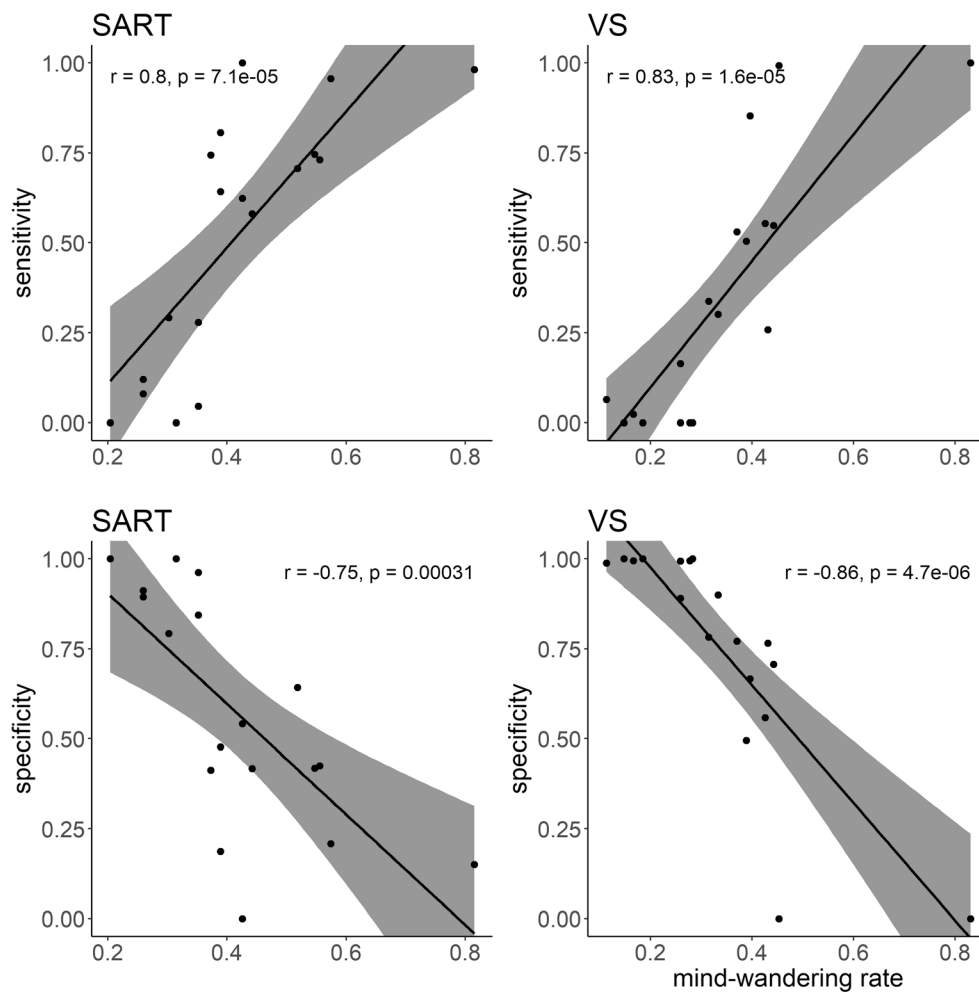 SART
r = 0.8, p = 7.1e-05
sensitivity
1.00
0.75
0.50
0.25
0.00
0.2 0.4 0.6 0.8
VS
r = 0.83, p = 1.6e-05
sensitivity
1.00
0.75
0.50
0.25
0.00
0.2 0.4 0.6 0.8
SART
r = -0.75, p = 0.00031
specificity
1.00
0.75
0.50
0.25
0.00
0.2 0.4 0.6 0.8
VS
r = -0.86, p = 4.7e-06
specificity
1.00
0.75
0.50
0.25
0.00
0.2 0.4 0.6 0.8
mind-wandering rate